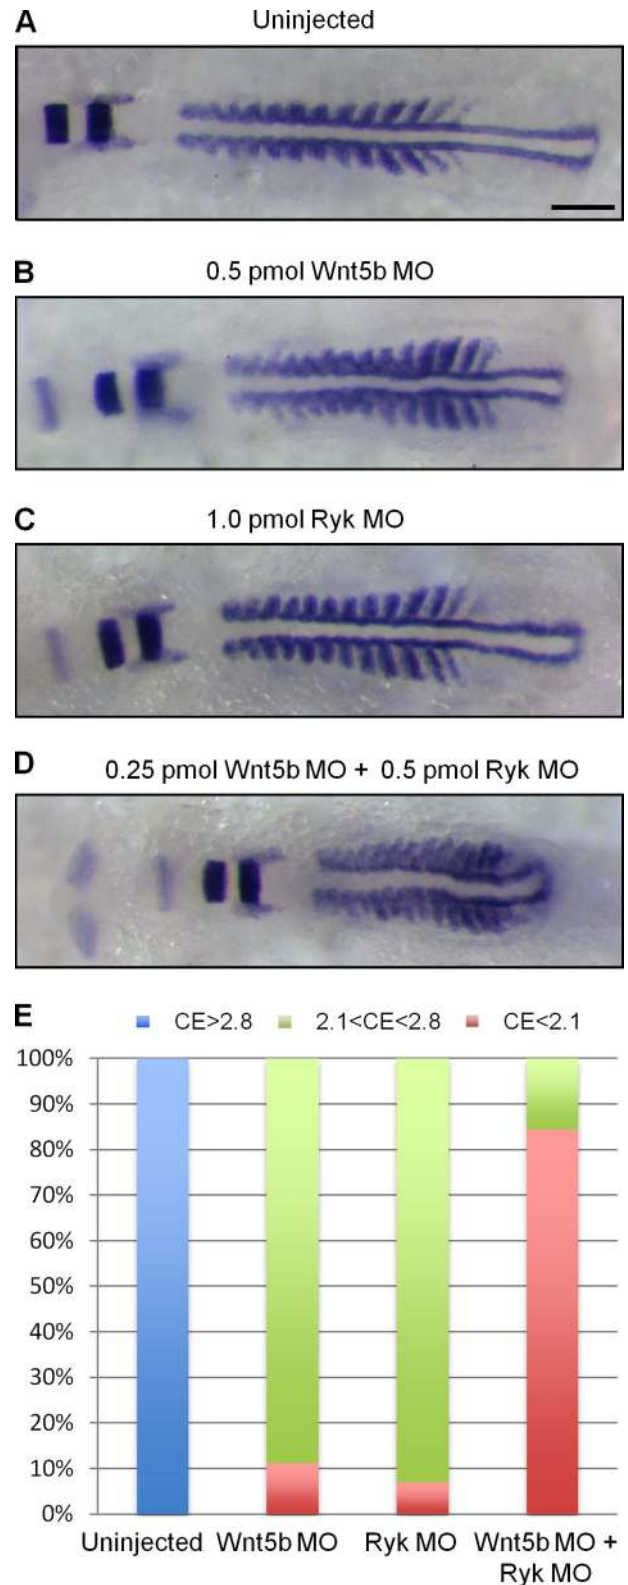 A
Uninjected
B
0.5 pmol Wnt5b MO
C
1.0 pmol Ryk MO
D
0.25 pmol Wnt5b MO + 0.5 pmol Ryk MO
E
CE>2.8 2.1<CE<2.8 CE<2.1
100%
90%
80%
70%
60%
50%
40%
30%
20%
10%
0%
Uninjected Wnt5b MO Ryk MO Wnt5b MO +
Ryk MO